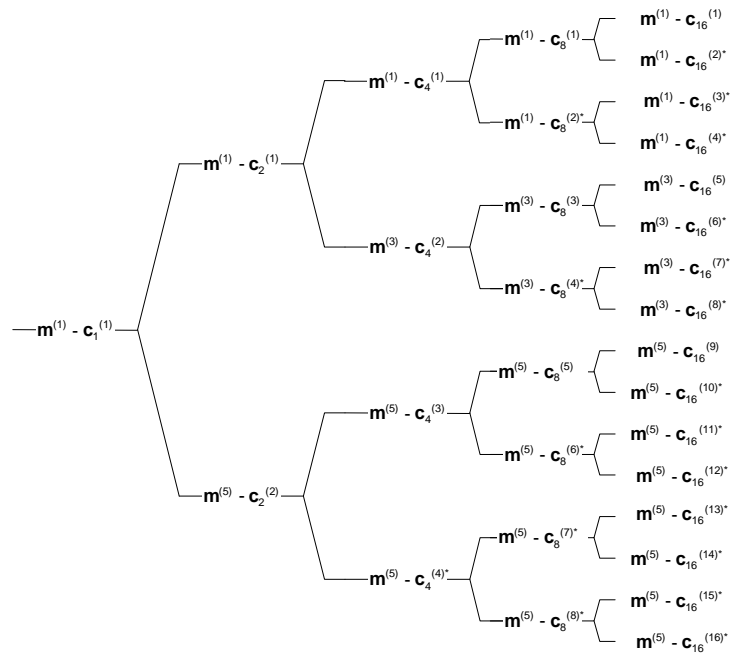 m(1) - c16(1)
m(1) - c8(1)
m(1) - c16(2)*
m(1) - c4(1)
m(1) - c16(3)*
m(1) - c8(2)*
m(1) - c16(4)*
m(1) - c2(1)
m(3) - c16(5)
m(3) - c8(3)
m(3) - c16(6)*
m(3) - c4(2)
m(3) - c16(7)*
m(3) - c8(4)*
m(3) - c16(8)*
m(1) - c1(1)
m(5) - c16(9)
m(5) - c8(5)
m(5) - c16(10)*
m(5) - c4(3)
m(5) - c16(11)*
m(5) - c8(6)*
m(5) - c16(12)*
m(5) - c2(2)
m(5) - c16(13)*
m(5) - c8(7)*
m(5) - c16(14)*
m(5) - c4(4)*
m(5) - c16(15)*
m(5) - c8(8)*
m(5) - c16(16)*